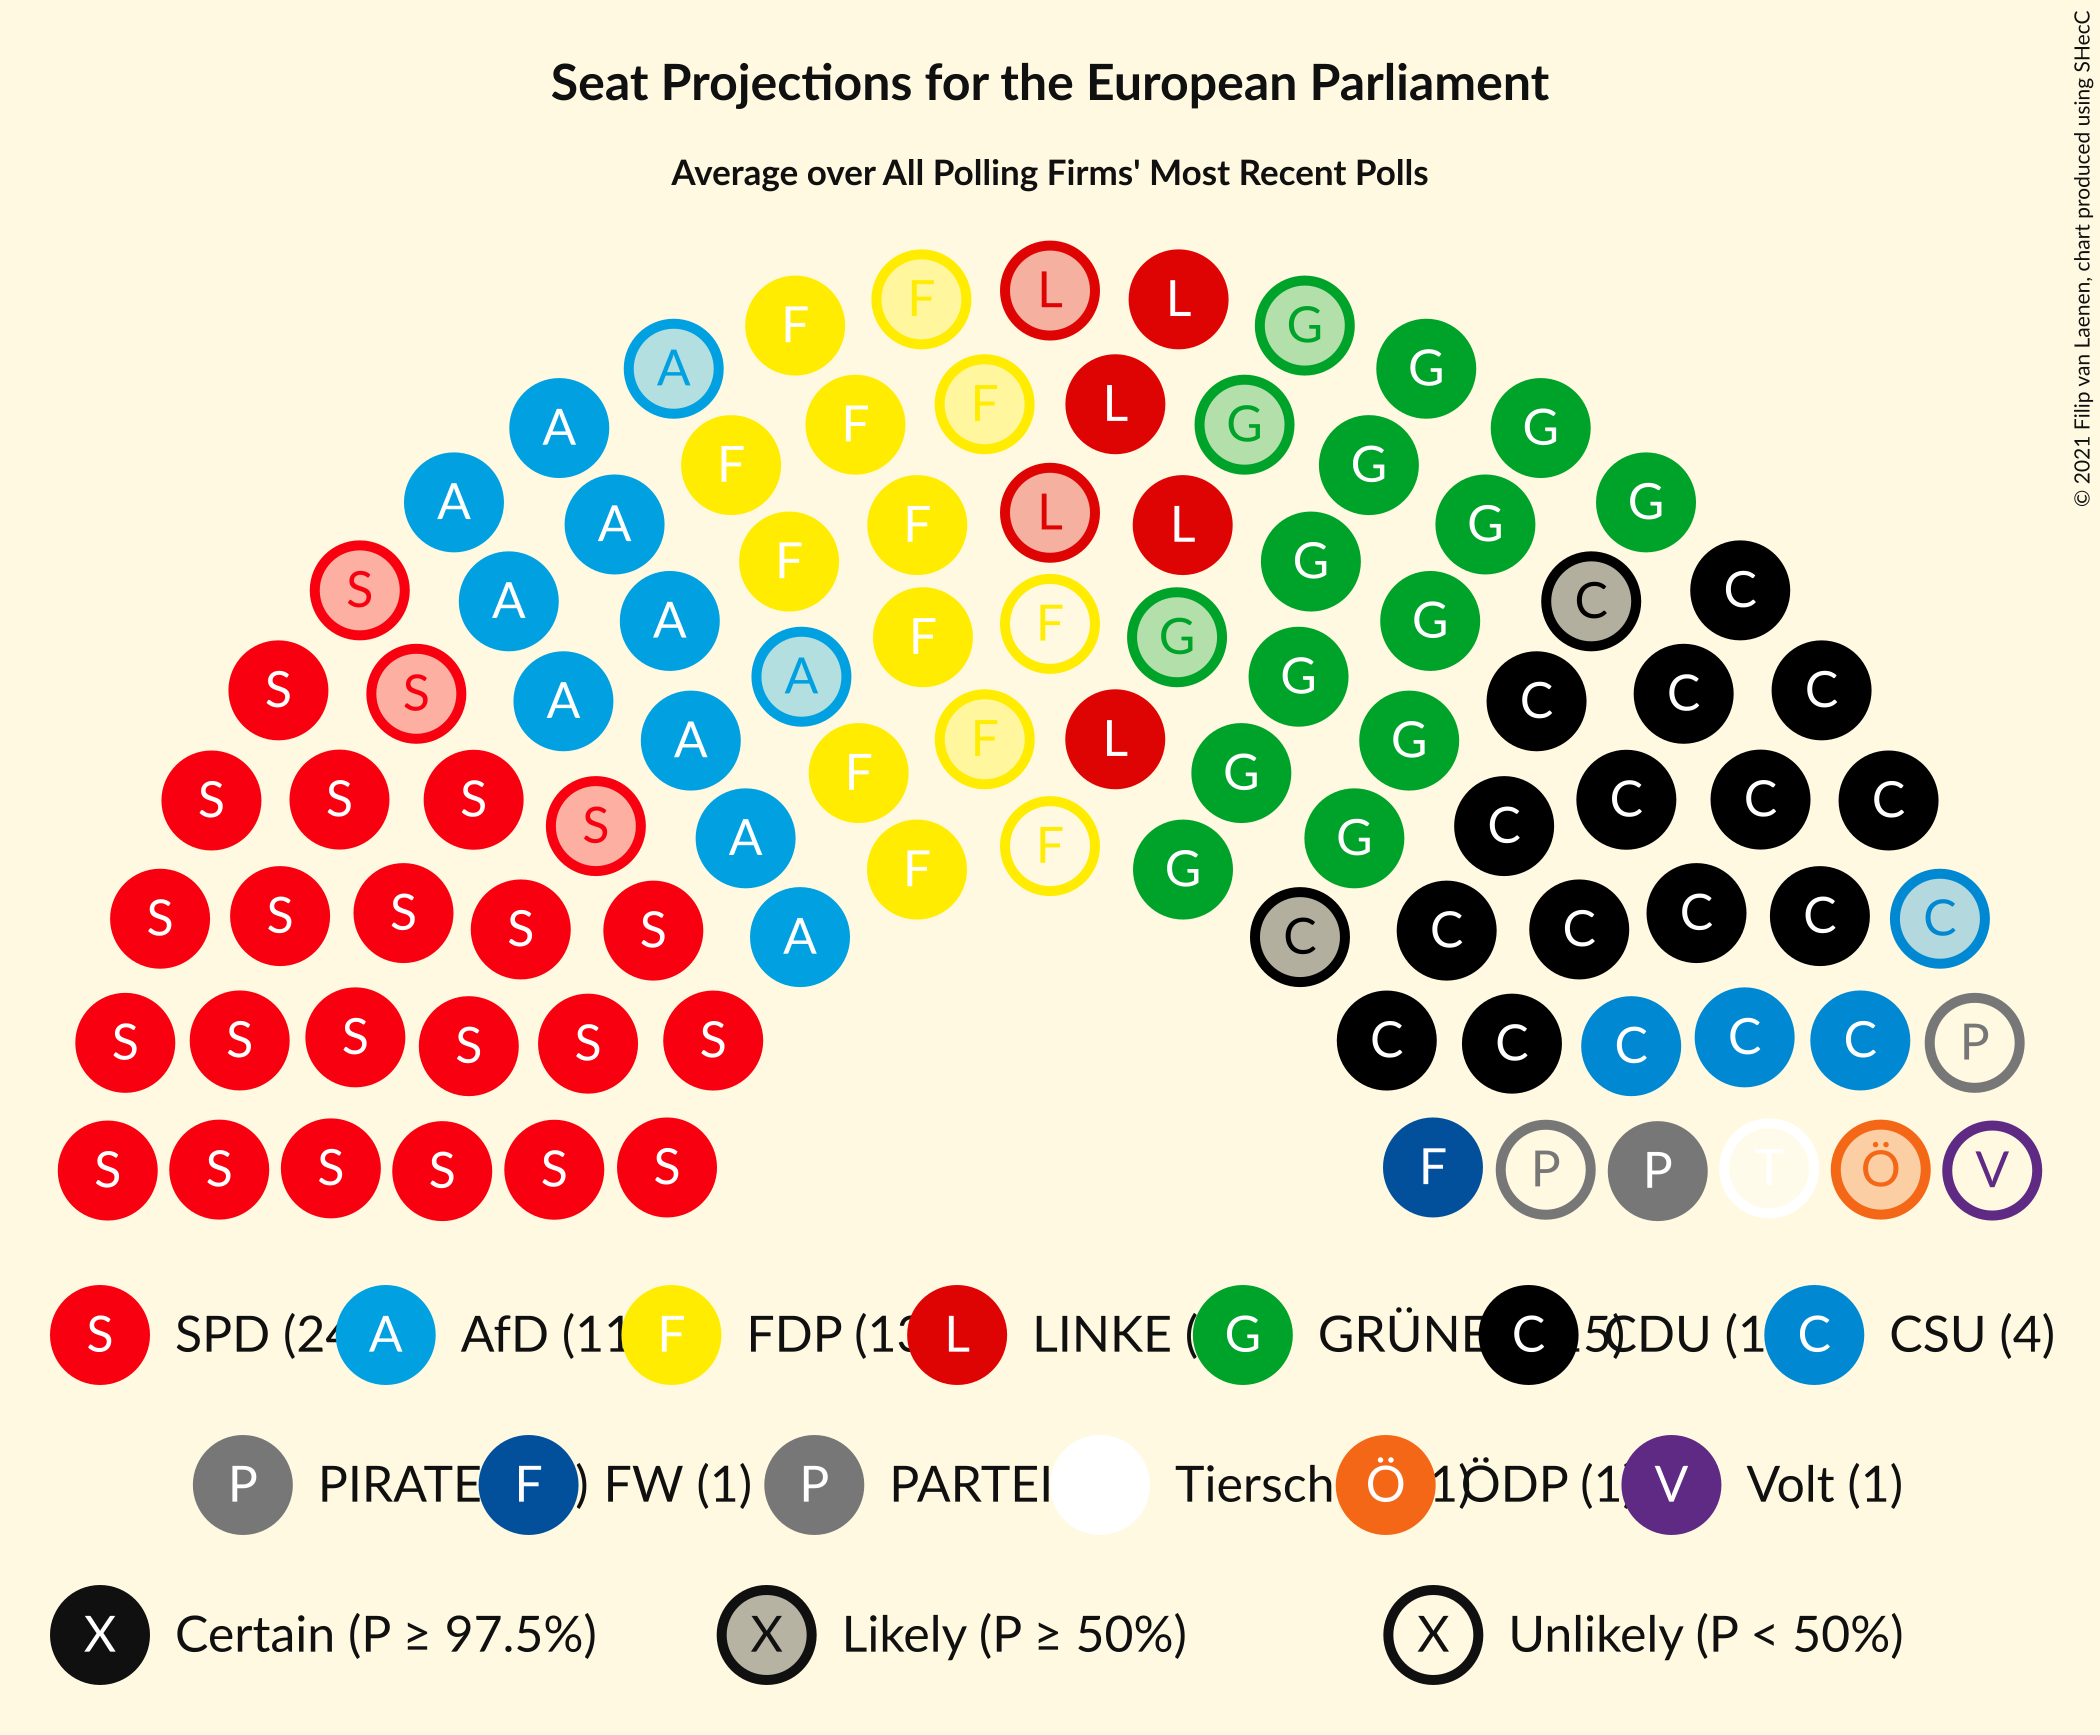 Seat Projections for the European Parliament
Average over All Polling Firms' Most Recent Polls
© 2021 Filip van Laenen, chart produced using SHecC
F L L
A F F G G
A F F L G G
A A F F L L G G G
S A A F F G G C C
S S A A A F G G C C C
S S S S A F F L G G C C C C
S S S S S A F F G G C C C C C C
A C
S S S S S S C C C C C P
S S S S S S F P P T Ö V
S SPD (24 A AfD (11 F FDP (13 L LINKE ( G GRÜNE 5) C CDU (1 C CSU (4)
P PIRATE F ) FW (1) P PARTEI Tiersch Ö 1) ÖDP (1) V Volt (1)
X Certain (P ≥ 97.5%) X Likely (P ≥ 50%) X Unlikely (P < 50%)